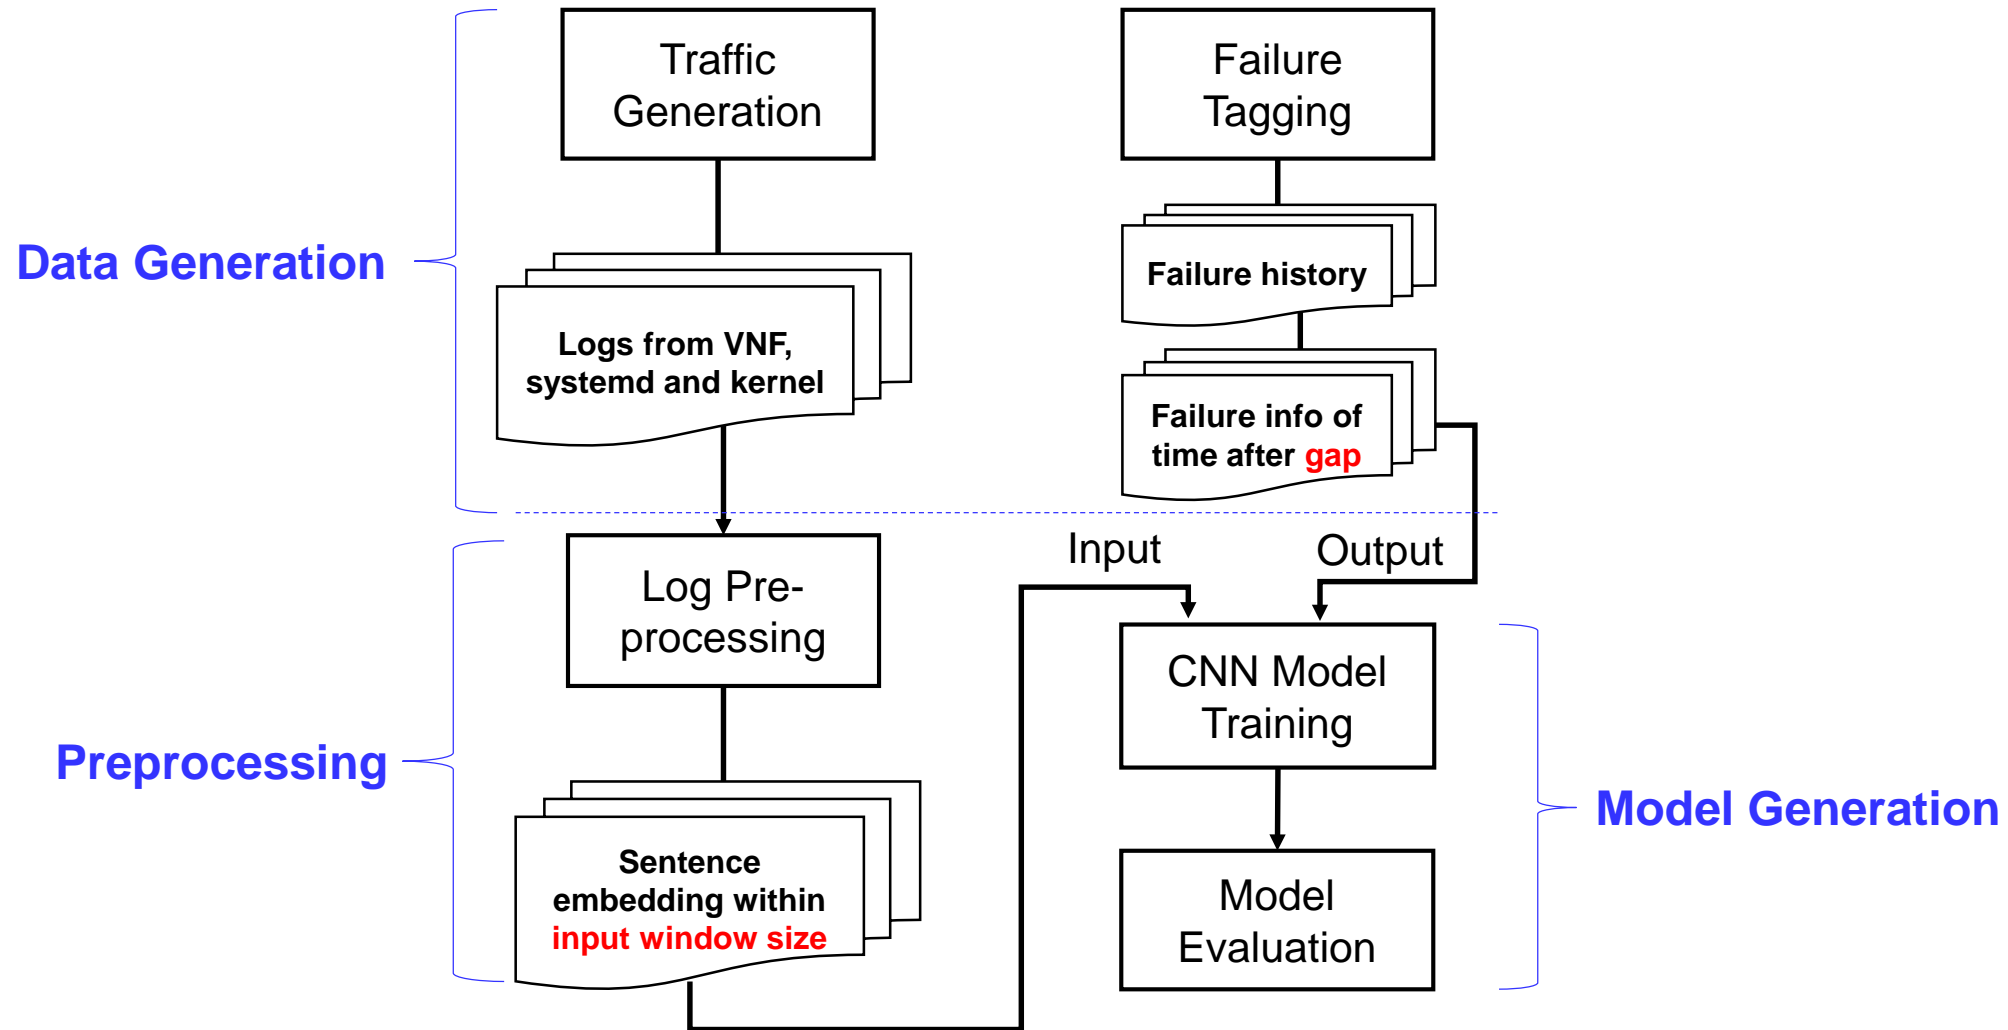 Traffic
Generation
Failure
Tagging
Data Generation
Failure history
Logs from VNF,
systemd and kernel
Failure info of
time after gap
Input
Output
Log Pre-
processing
CNN Model
Training
Preprocessing
Model Generation
Sentence
embedding within
input window size
Model
Evaluation